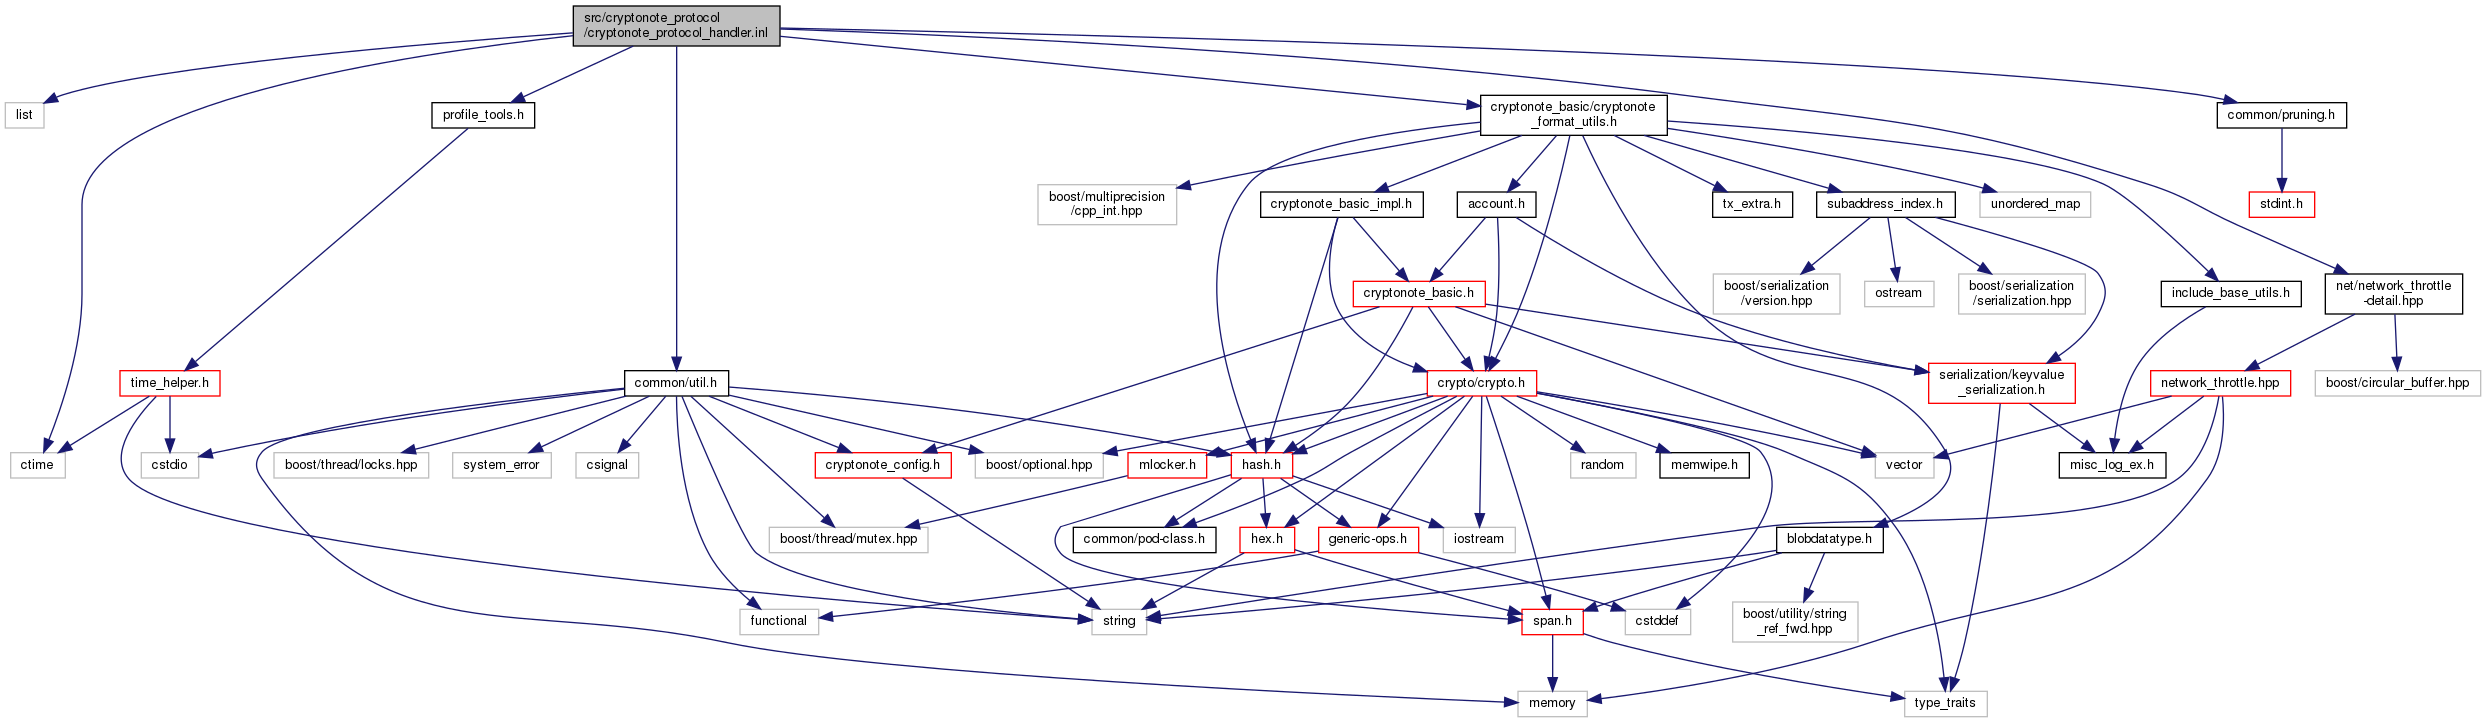 src/cryptonote_protocol
/cryptonote_protocol_handler.inl
list
profile_tools.h
cryptonote_basic/cryptonote
_format_utils.h
common/pruning.h
boost/multiprecision
/cpp_int.hpp
cryptonote_basic_impl.h
account.h
tx_extra.h
subaddress_index.h
unordered_map
stdint.h
cryptonote_basic.h
boost/serialization
/version.hpp
ostream
boost/serialization
/serialization.hpp
include_base_utils.h
net/network_throttle
-detail.hpp
time_helper.h
common/util.h
crypto/crypto.h
serialization/keyvalue
_serialization.h
network_throttle.hpp
boost/circular_buffer.hpp
ctime
cstdio
boost/thread/locks.hpp
system_error
csignal
cryptonote_config.h
boost/optional.hpp
mlocker.h
hash.h
random
memwipe.h
vector
misc_log_ex.h
boost/thread/mutex.hpp
common/pod-class.h
hex.h
generic-ops.h
iostream
blobdatatype.h
functional
string
span.h
cstddef
boost/utility/string
_ref_fwd.hpp
memory
type_traits